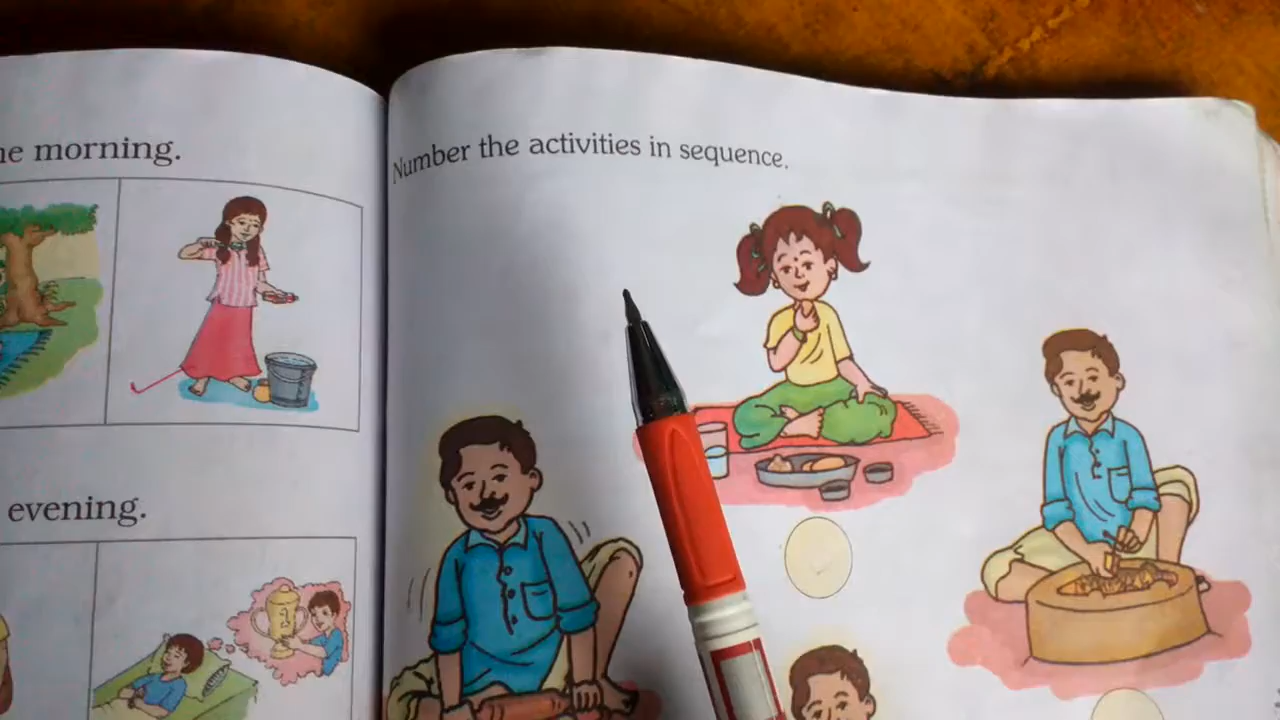 he morning.
evening.
Number the activities in sequence.